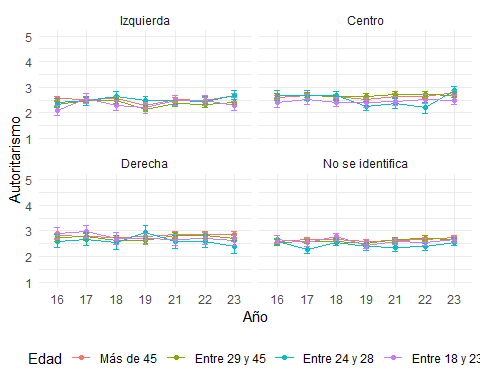 Izquierda Centro
5
4
3
2
1
Autoritarismo
Derecha No se identifica
5
4
3
2
1
16 17 18 19 21 22 23 16 17 18 19 21 22 23
Año
Edad Más de 45 Entre 29 y 45 Entre 24 y 28 Entre 18 y 23